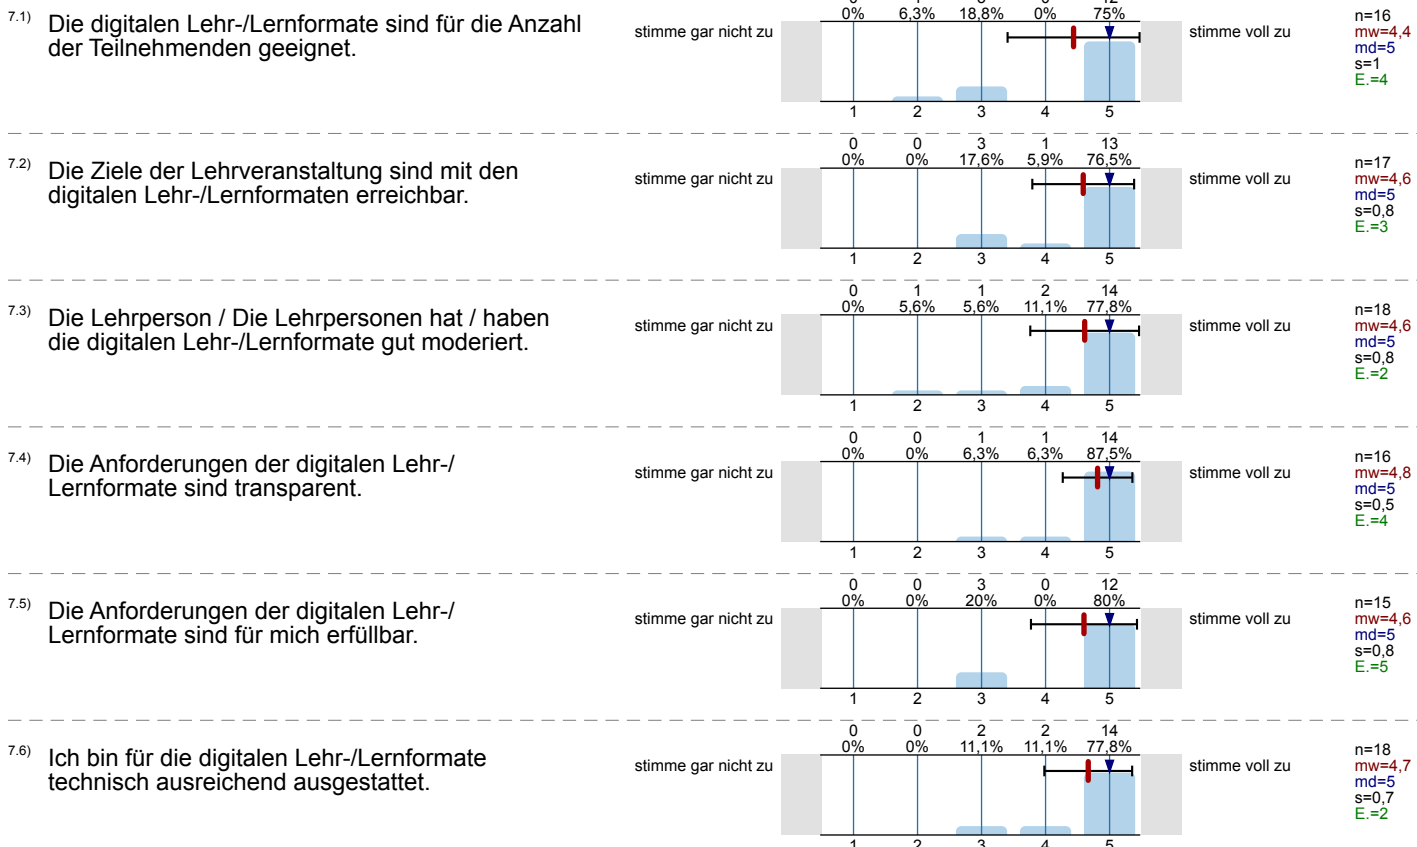 0 1 3 0 12
0% 6,3% 18,8% 0% 75%
7.1) Die digitalen Lehr-/Lernformate sind für die Anzahl
der Teilnehmenden geeignet.
stimme gar nicht zu
stimme voll zu
n=16
mw=4,4
md=5
s=1
E.=4
1 2 3 4 5
0 0 3 1 13
0% 0% 17,6% 5,9% 76,5%
7.2) Die Ziele der Lehrveranstaltung sind mit den
digitalen Lehr-/Lernformaten erreichbar.
stimme gar nicht zu
stimme voll zu
n=17
mw=4,6
md=5
s=0,8
E.=3
1 2 3 4 5
0 1 1 2 14
0% 5,6% 5,6% 11,1% 77,8%
7.3) Die Lehrperson / Die Lehrpersonen hat / haben
die digitalen Lehr-/Lernformate gut moderiert.
stimme gar nicht zu
stimme voll zu
n=18
mw=4,6
md=5
s=0,8
E.=2
1 2 3 4 5
0 0 1 1 14
0% 0% 6,3% 6,3% 87,5%
7.4) Die Anforderungen der digitalen Lehr-/
Lernformate sind transparent.
stimme gar nicht zu
stimme voll zu
n=16
mw=4,8
md=5
s=0,5
E.=4
1 2 3 4 5
0 0 3 0 12
0% 0% 20% 0% 80%
7.5) Die Anforderungen der digitalen Lehr-/
Lernformate sind für mich erfüllbar.
stimme gar nicht zu
stimme voll zu
n=15
mw=4,6
md=5
s=0,8
E.=5
1 2 3 4 5
0 0 2 2 14
0% 0% 11,1% 11,1% 77,8%
7.6) Ich bin für die digitalen Lehr-/Lernformate
technisch ausreichend ausgestattet.
stimme gar nicht zu
stimme voll zu
n=18
mw=4,7
md=5
s=0,7
E.=2
1 2 3 4 5